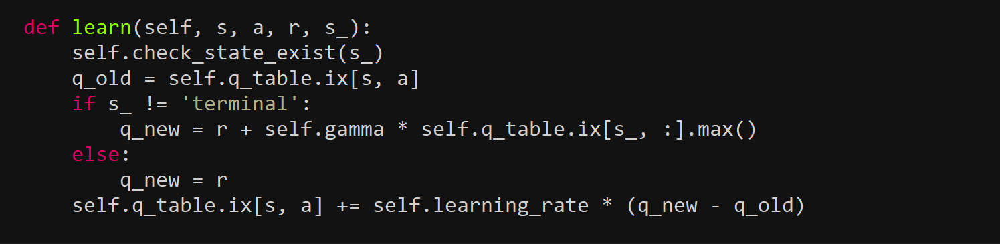 def learn(self, s, a, r, s_):
    self.check_state_exist(s_)
    q_old = self.q_table.ix[s, a]
    if s_ != 'terminal':
        q_new = r + self.gamma * self.q_table.ix[s_, :].max()
    else:
        q_new = r
    self.q_table.ix[s, a] += self.learning_rate * (q_new - q_old)